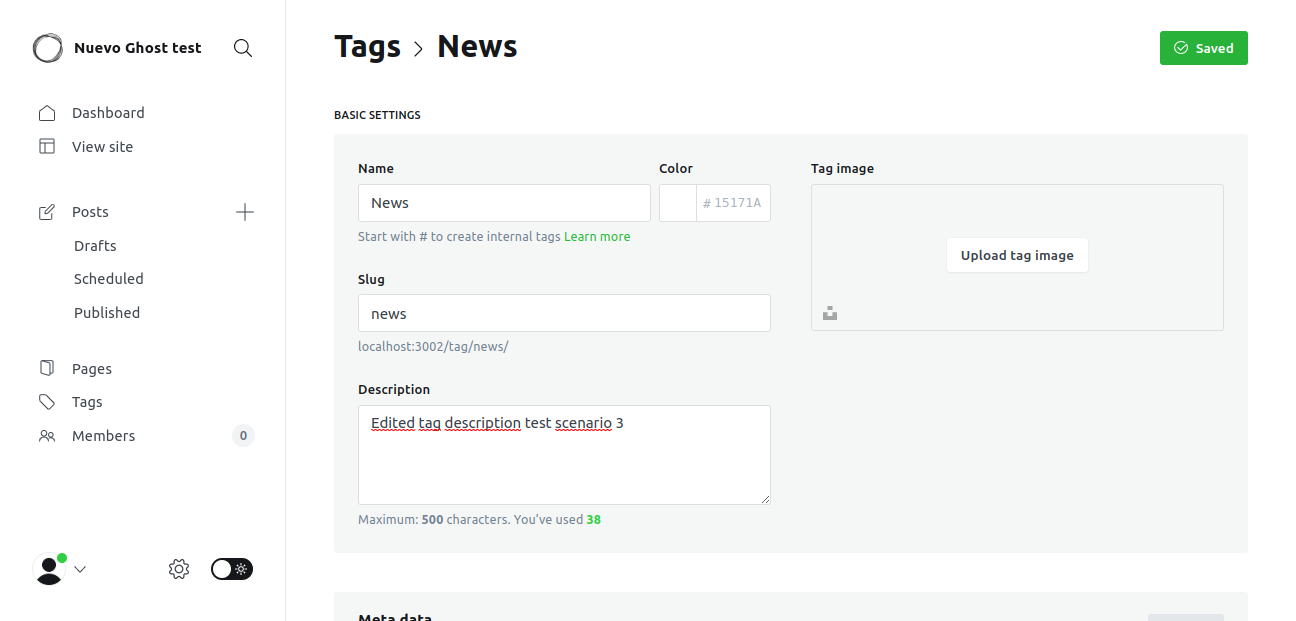 Nuevo Ghost test
Dashboard
View site
Posts
Drafts
Scheduled
Published
Pages
Tags
Members 0
Tags > News
Saved
BASIC SETTINGS
Name Color Tag image
News # 15171A
Start with # to create internal tags Learn more
Upload tag image
Slug
news
localhost:3002/tag/news/
Description
Edited tag description test scenario 3
Maximum: 500 characters. You've used 38
Meta data